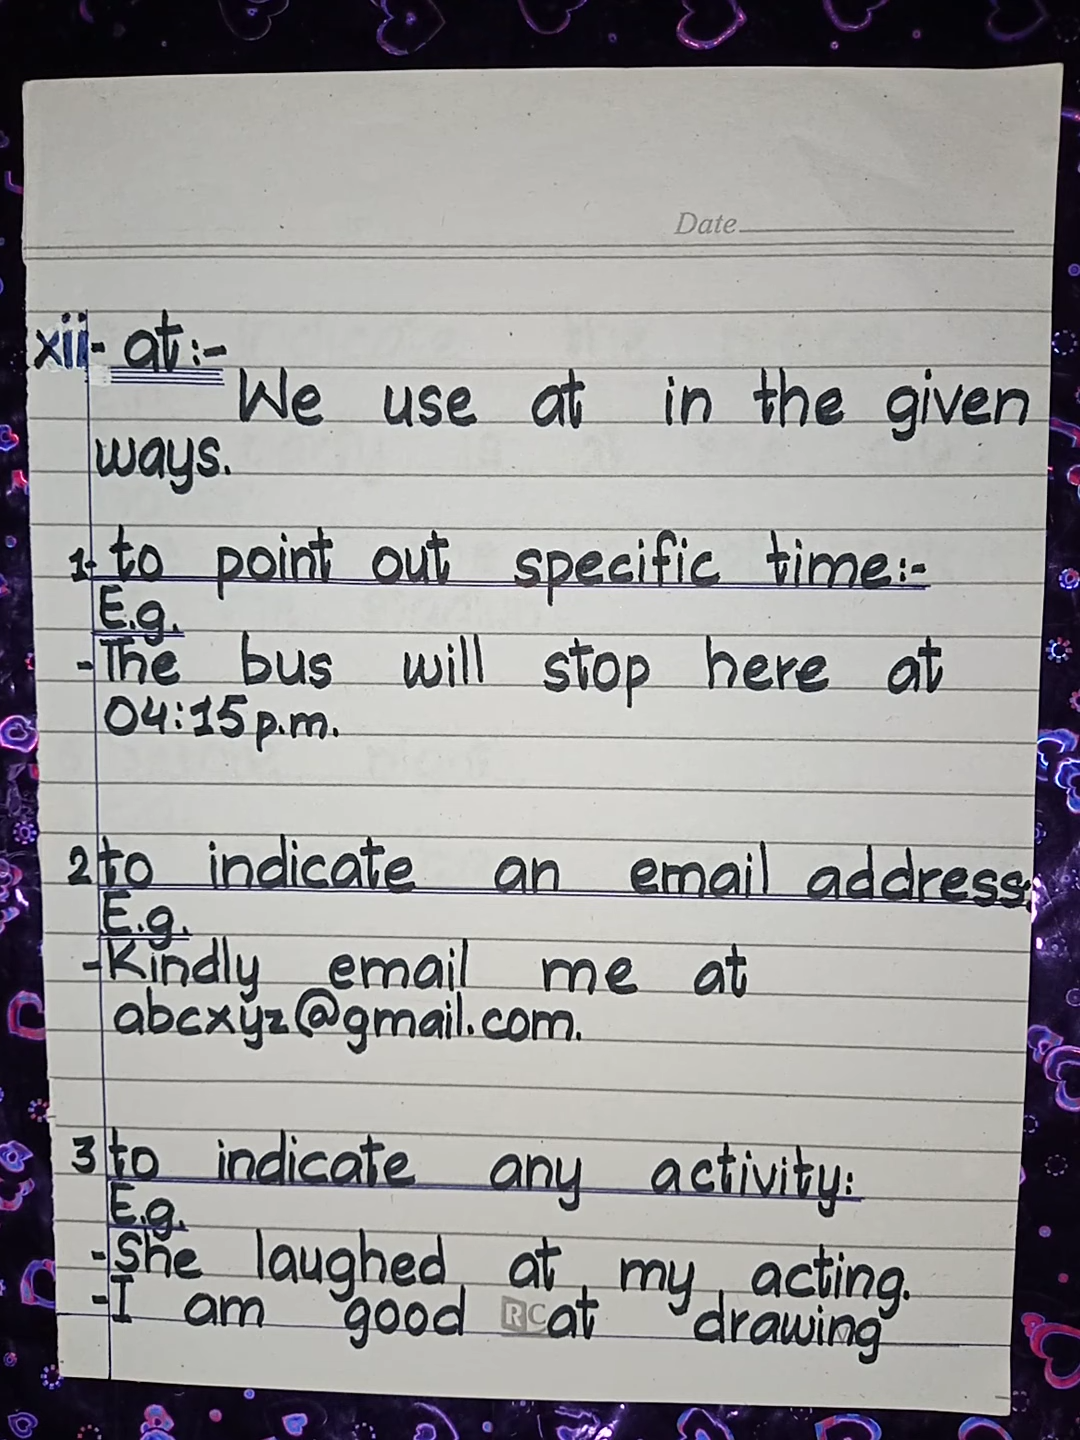 Date
xii- at:-
We use at in the given
ways.
1- to point out specific time:-
E.g.
-The bus will stop here at
04:15p.m.
2 to indicate an email address:
E.g.
-Kindly email me at
abcxyz@gmail.com.
3 to indicate any activity:
E.g.
-She laughed at my acting.
-I am good at drawing
RC